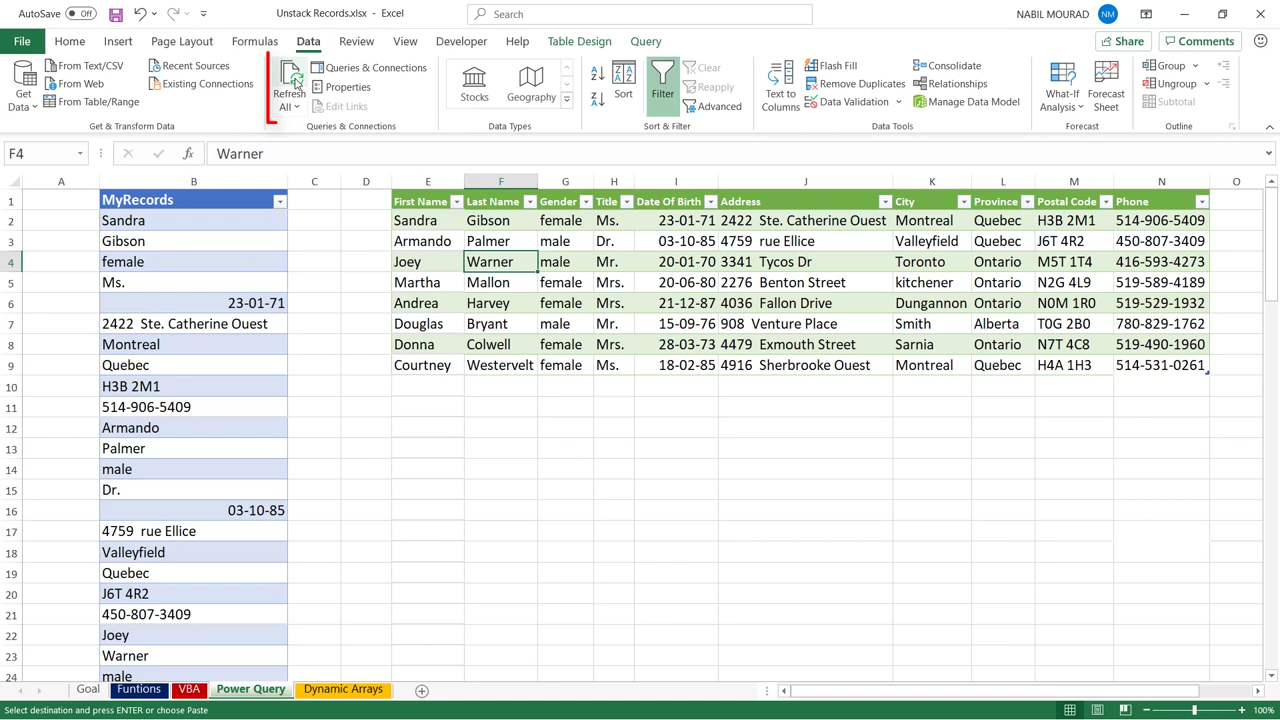 AutoSave Off
Unstack Records.xlsx - Excel
Search
NABIL MOURAD NM
File Home Insert Page Layout Formulas Data Review View Developer Help Table Design Query Share Comments
Get Data
From Text/CSV
From Web
From Table/Range
Recent Sources
Existing Connections
Get & Transform Data
Refresh All
Queries & Connections
Properties
Edit Links
Queries & Connections
Stocks
Geography
Data Types
Sort
Filter
Clear
Reapply
Advanced
Sort & Filter
Text to Columns
Flash Fill
Remove Duplicates
Data Validation
Consolidate
Relationships
Manage Data Model
Data Tools
What-If Analysis
Forecast Sheet
Forecast
Group
Ungroup
Subtotal
Outline
F4 fx Warner
A B C D E F G H I J K L M N O
1 MyRecords First Name Last Name Gender Title Date Of Birth Address City Province Postal Code Phone
2 Sandra Sandra Gibson female Ms. 23-01-71 2422 Ste. Catherine Ouest Montreal Quebec H3B 2M1 514-906-5409
3 Gibson Armando Palmer male Dr. 03-10-85 4759 rue Ellice Valleyfield Quebec J6T 4R2 450-807-3409
4 female Joey Warner male Mr. 20-01-70 3341 Tycos Dr Toronto Ontario M5T 1T4 416-593-4273
5 Ms. Martha Mallon female Mrs. 20-06-80 2276 Benton Street kitchener Ontario N2G 4L9 519-589-4189
6 23-01-71 Andrea Harvey female Mrs. 21-12-87 4036 Fallon Drive Dungannon Ontario N0M 1R0 519-529-1932
7 2422 Ste. Catherine Ouest Douglas Bryant male Mr. 15-09-76 908 Venture Place Smith Alberta T0G 2B0 780-829-1762
8 Montreal Donna Colwell female Mrs. 28-03-73 4479 Exmouth Street Sarnia Ontario N7T 4C8 519-490-1960
9 Quebec Courtney Westervelt female Ms. 18-02-85 4916 Sherbrooke Ouest Montreal Quebec H4A 1H3 514-531-0261
10 H3B 2M1
11 514-906-5409
12 Armando
13 Palmer
14 male
15 Dr.
16 03-10-85
17 4759 rue Ellice
18 Valleyfield
19 Quebec
20 J6T 4R2
21 450-807-3409
22 Joey
23 Warner
24 male
Goal Funtions VBA Power Query Dynamic Arrays
Select destination and press ENTER or choose Paste
100%